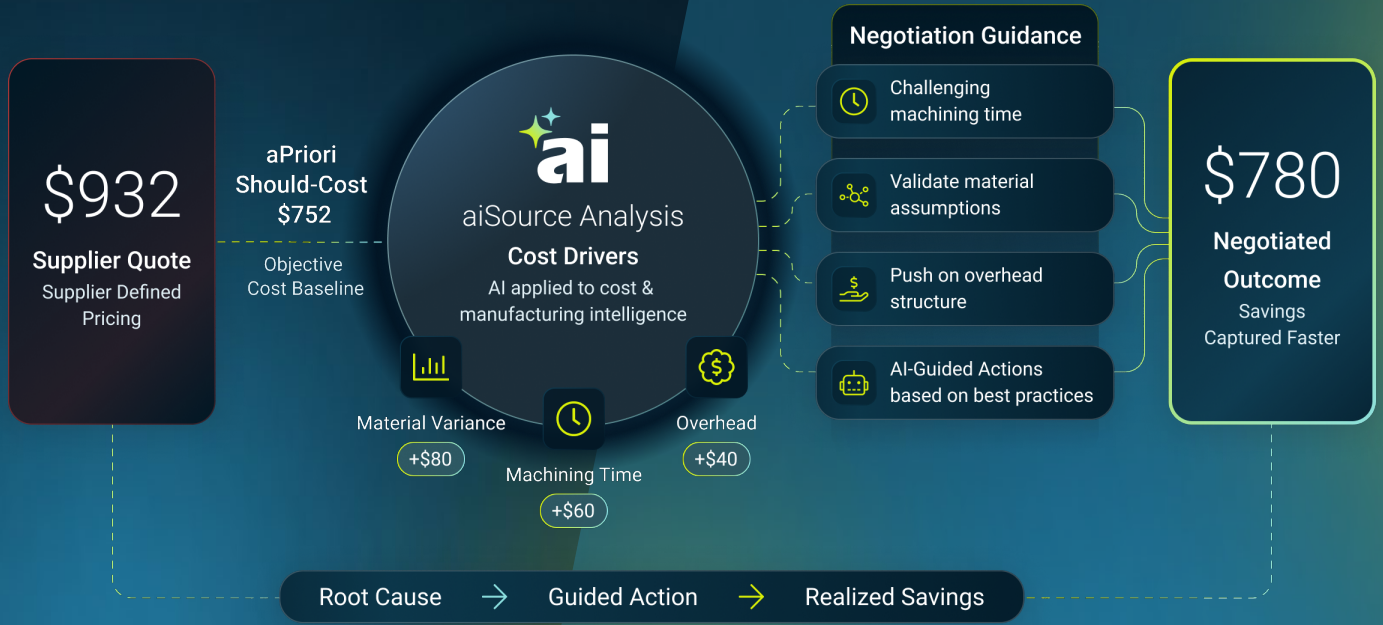 $932
Supplier Quote
Supplier Defined
Pricing
aPriori
Should-Cost
$752
Objective
Cost Baseline
ai
aiSource Analysis
Cost Drivers
AI applied to cost &
manufacturing intelligence
Material Variance
+$80
Machining Time
+$60
Overhead
+$40
Negotiation Guidance
Challenging
machining time
Validate material
assumptions
Push on overhead
structure
AI-Guided Actions
based on best practices
$780
Negotiated
Outcome
Savings
Captured Faster
Root Cause → Guided Action → Realized Savings